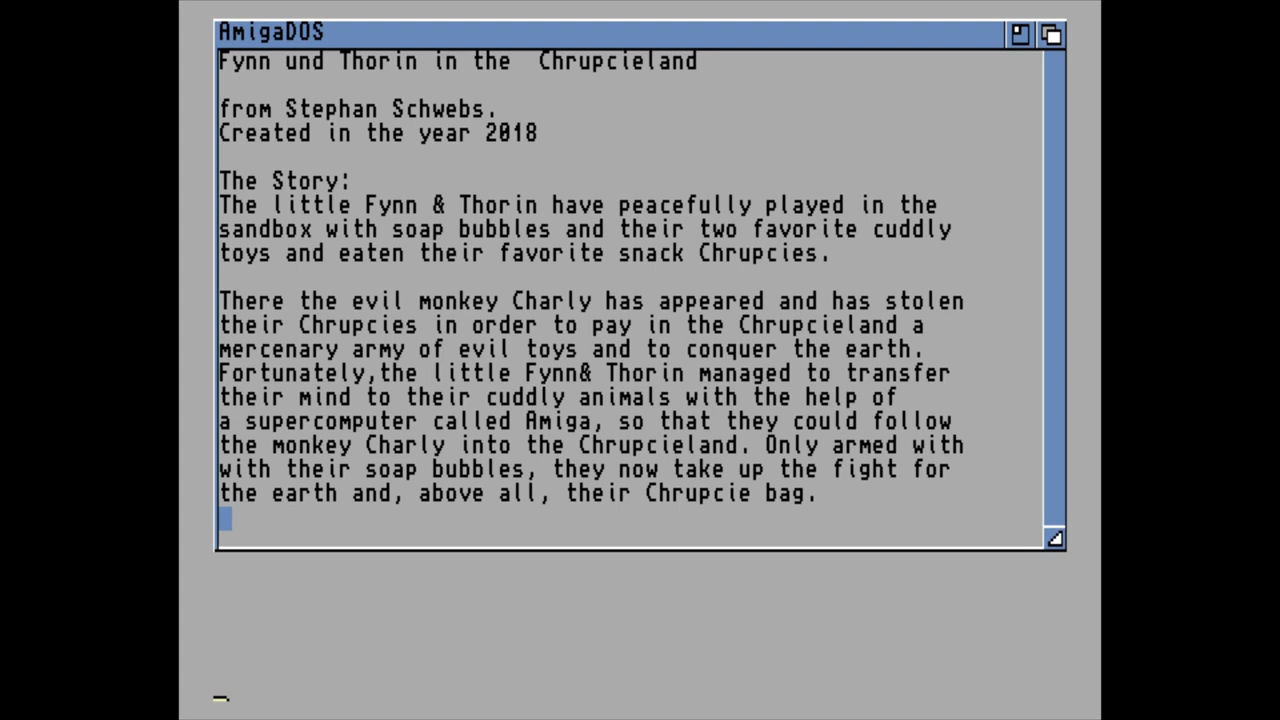 AmigaDOS
Fynn und Thorin in the  Chrupcieland
from Stephan Schwebs.
Created in the year 2018
The Story:
The little Fynn & Thorin have peacefully played in the
sandbox with soap bubbles and their two favorite cuddly
toys and eaten their favorite snack Chrupcies.
There the evil monkey Charly has appeared and has stolen
their Chrupcies in order to pay in the Chrupcieland a
mercenary army of evil toys and to conquer the earth.
Fortunately,the little Fynn& Thorin managed to transfer
their mind to their cuddly animals with the help of
a supercomputer called Amiga, so that they could follow
the monkey Charly into the Chrupcieland. Only armed with
with their soap bubbles, they now take up the fight for
the earth and, above all, their Chrupcie bag.